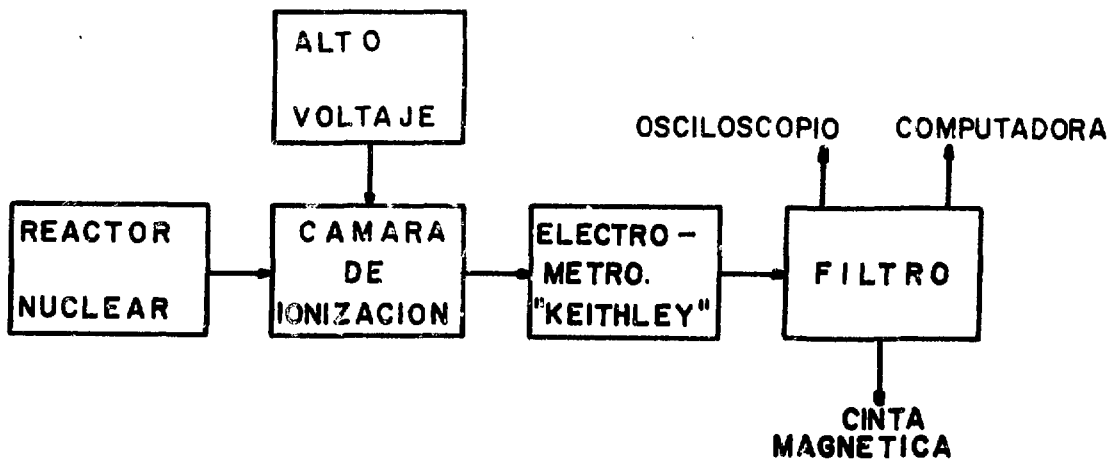 ALTO
VOLTAJE
OSCILOSCOPIO
COMPUTADORA
REACTOR
NUCLEAR
CAMARA
DE
IONIZACION
ELECTRO-
METRO.
"KEITHLEY"
FILTRO
CINTA
MAGNETICA